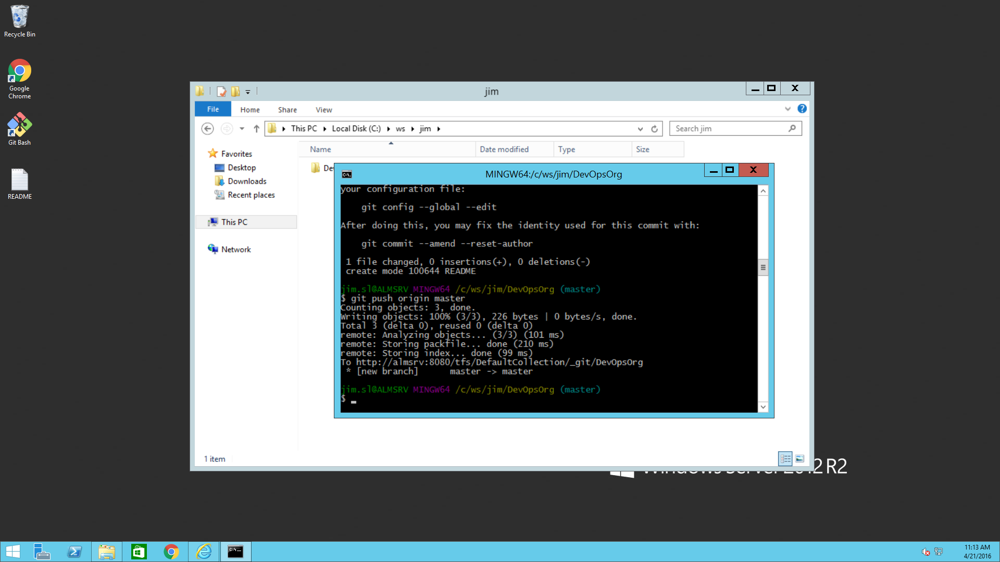 Recycle Bin
Google
Chrome
Git Bash
README
jim
File
Home
Share
View
This PC
Local Disk (C:)
ws
jim
Search jim
Name
Date modified
Type
Size
Favorites
Desktop
Downloads
Recent places
This PC
Network
MINGW64:/c/ws/jim/DevOpsOrg
your configuration file:
git config --global --edit
After doing this, you may fix the identity used for this commit with:
git commit --amend --reset-author
1 file changed, 0 insertions(+), 0 deletions(-)
create mode 100644 README
jim.sl@ALMSRV MINGW64 /c/ws/jim/DevOpsOrg (master)
$ git push origin master
Counting objects: 3, done.
Writing objects: 100% (3/3), 226 bytes | 0 bytes/s, done.
Total 3 (delta 0), reused 0 (delta 0)
remote: Analyzing objects... (3/3) (101 ms)
remote: Storing packfile... done (210 ms)
remote: Storing index... done (99 ms)
To http://almsrv:8080/tfs/DefaultCollection/_git/DevOpsOrg
* [new branch] master -> master
jim.sl@ALMSRV MINGW64 /c/ws/jim/DevOpsOrg (master)
$
1 item
Windows Server 2012 R2
11:13 AM
4/21/2016